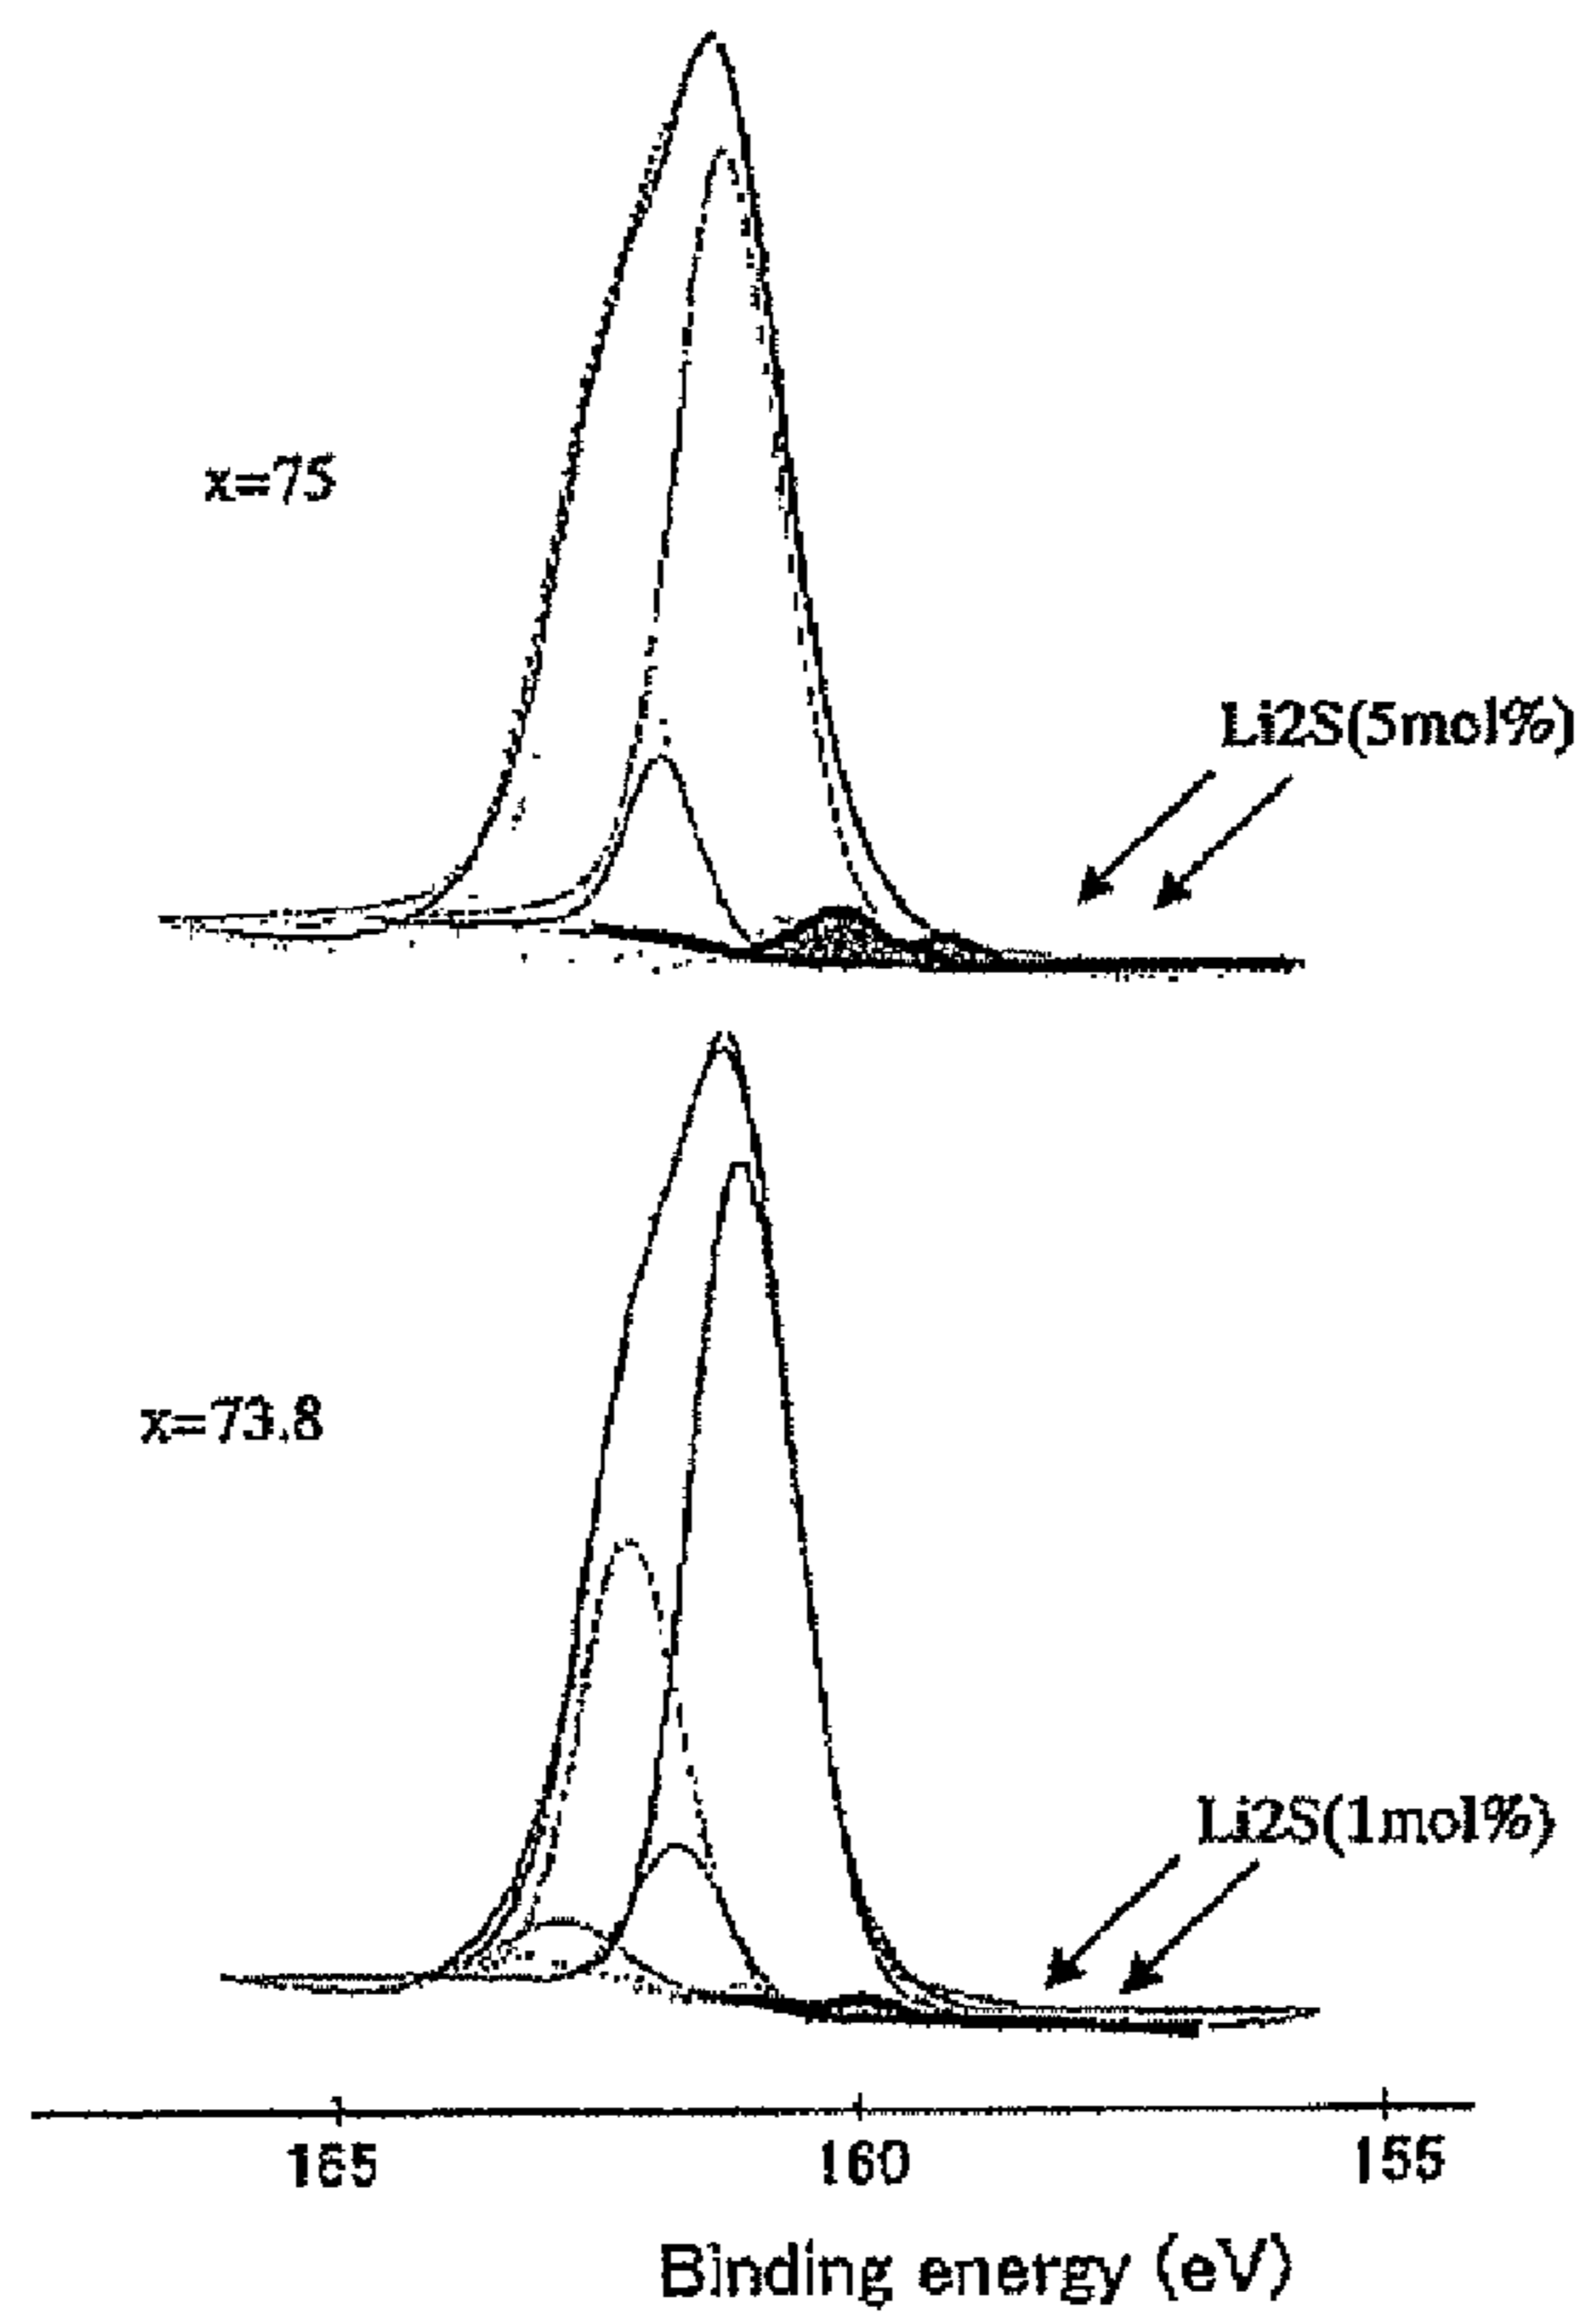 x=75
Li2S(5mol%)
x=73.8
Li2S(1mol%)
165 160 155
Binding energy (eV)